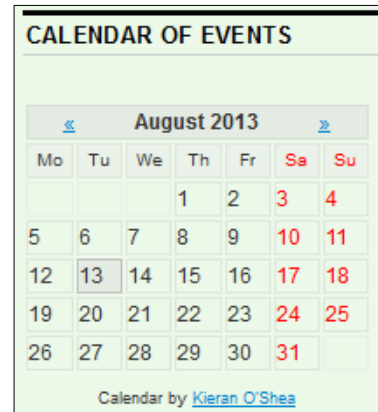 CALENDAR OF EVENTS
« August 2013 »
Mo Tu We Th Fr Sa Su
1 2 3 4
5 6 7 8 9 10 11
12 13 14 15 16 17 18
19 20 21 22 23 24 25
26 27 28 29 30 31
Calendar by Kieran O'Shea